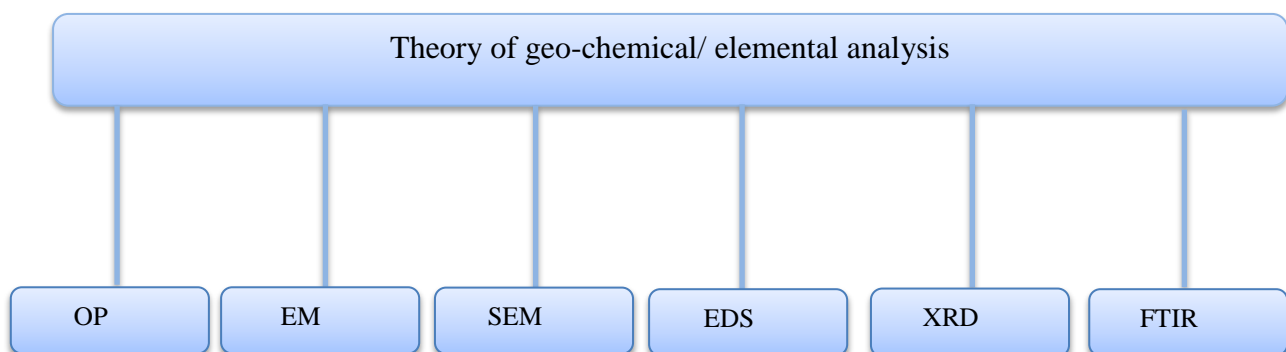 Theory of geo-chemical/ elemental analysis
OP
EM
SEM
EDS
XRD
FTIR